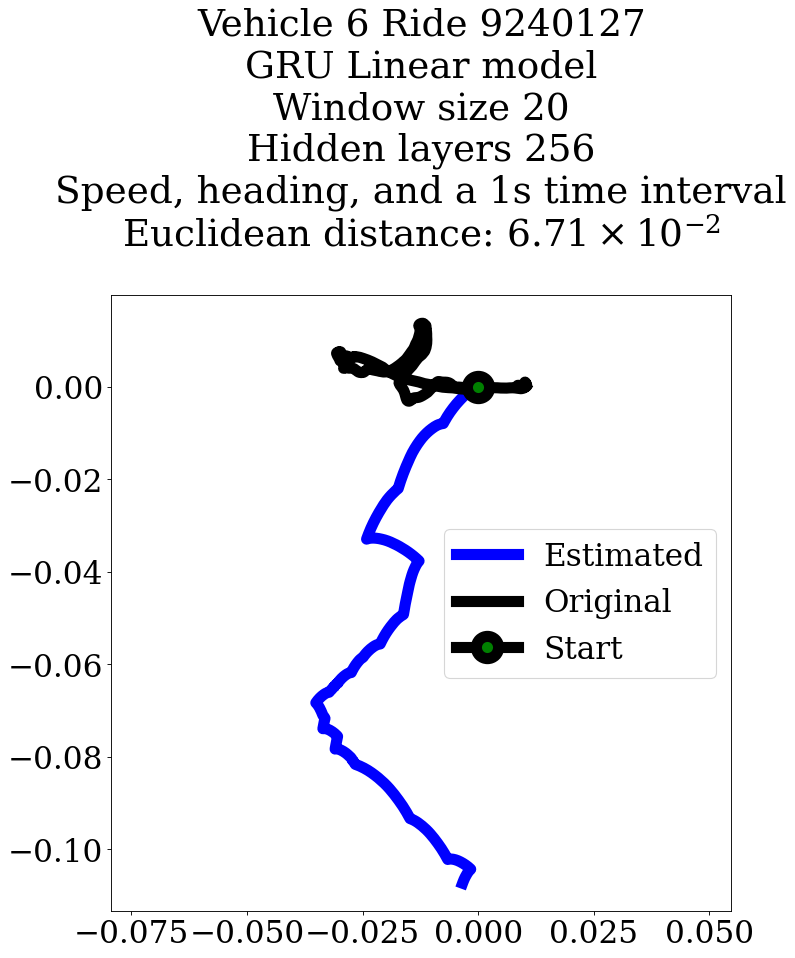 Vehicle 6 Ride 9240127
GRU Linear model
Window size 20
Hidden layers 256
Speed, heading, and a 1s time interval
Euclidean distance: 6.71 × 10⁻²
0.00
−0.02
−0.04
−0.06
−0.08
−0.10
Estimated
Original
Start
−0.075 −0.050 −0.025 0.000 0.025 0.050